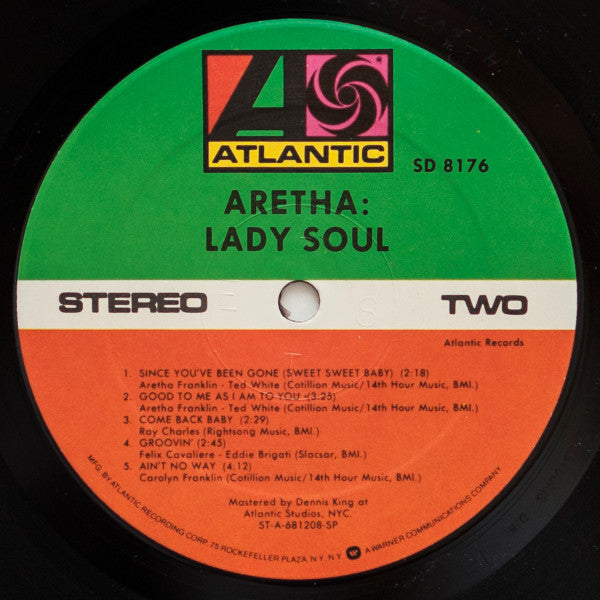 ATLANTIC
SD 8176
ARETHA:
LADY SOUL
STEREO
TWO
Atlantic Records
1. SINCE YOU'VE BEEN GONE (SWEET SWEET BABY) (2:18)
Aretha Franklin - Ted White (Cotillion Music/14th Hour Music, BMI.)
2. GOOD TO ME AS I AM TO YOU (3:25)
Aretha Franklin - Ted White (Cotillion Music/14th Hour Music, BMI.)
3. COME BACK BABY (2:29)
Ray Charles (Rightsong Music, BMI.)
4. GROOVIN' (2:45)
Felix Cavaliere - Eddie Brigati (Slacsar, BMI.)
5. AIN'T NO WAY (4:12)
Carolyn Franklin (Cotillion Music/14th Hour Music, BMI.)
Mastered by Dennis King at
Atlantic Studios, NYC.
ST-A-681208-SP
MFG. BY ATLANTIC RECORDING CORP. 75 ROCKEFELLER PLAZA, N.Y. N.Y. A WARNER COMMUNICATIONS COMPANY